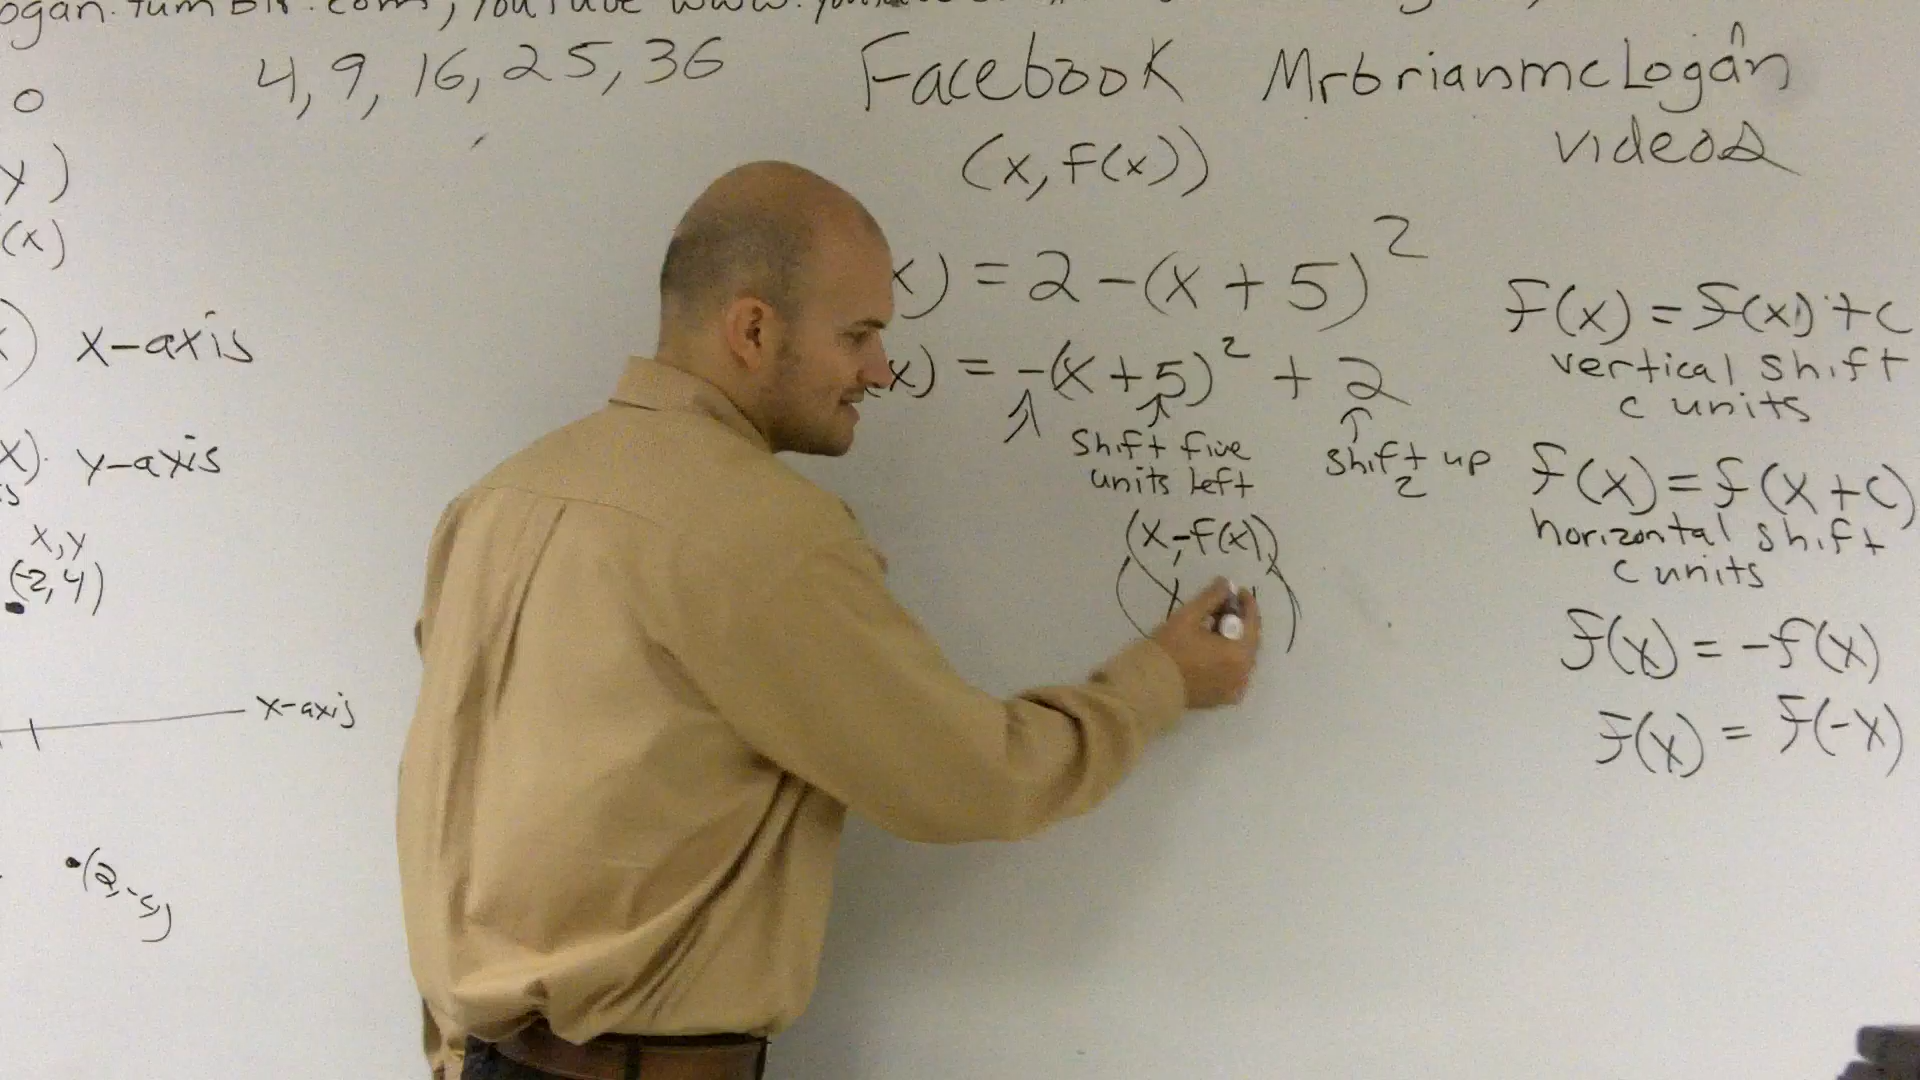 ogan.tumblr.com, YouTube www.you
4, 9, 16, 25, 36
Facebook Mrbrianmclogan
videos
0
y)
(x)
(x, f(x))
x) = 2 -(x + 5)²
x) = -(x + 5)² + 2
shift five
units left
shift up
2
(x, -f(x))
(x
x) x-axis
x). y-axis
x, y
(-2, 4)
x-axis
(2, -5)
f(x) = f(x) + c
vertical shift
c units
f(x) = f(x + c)
horizontal shift
c units
f(x) = -f(x)
f(x) = f(-x)